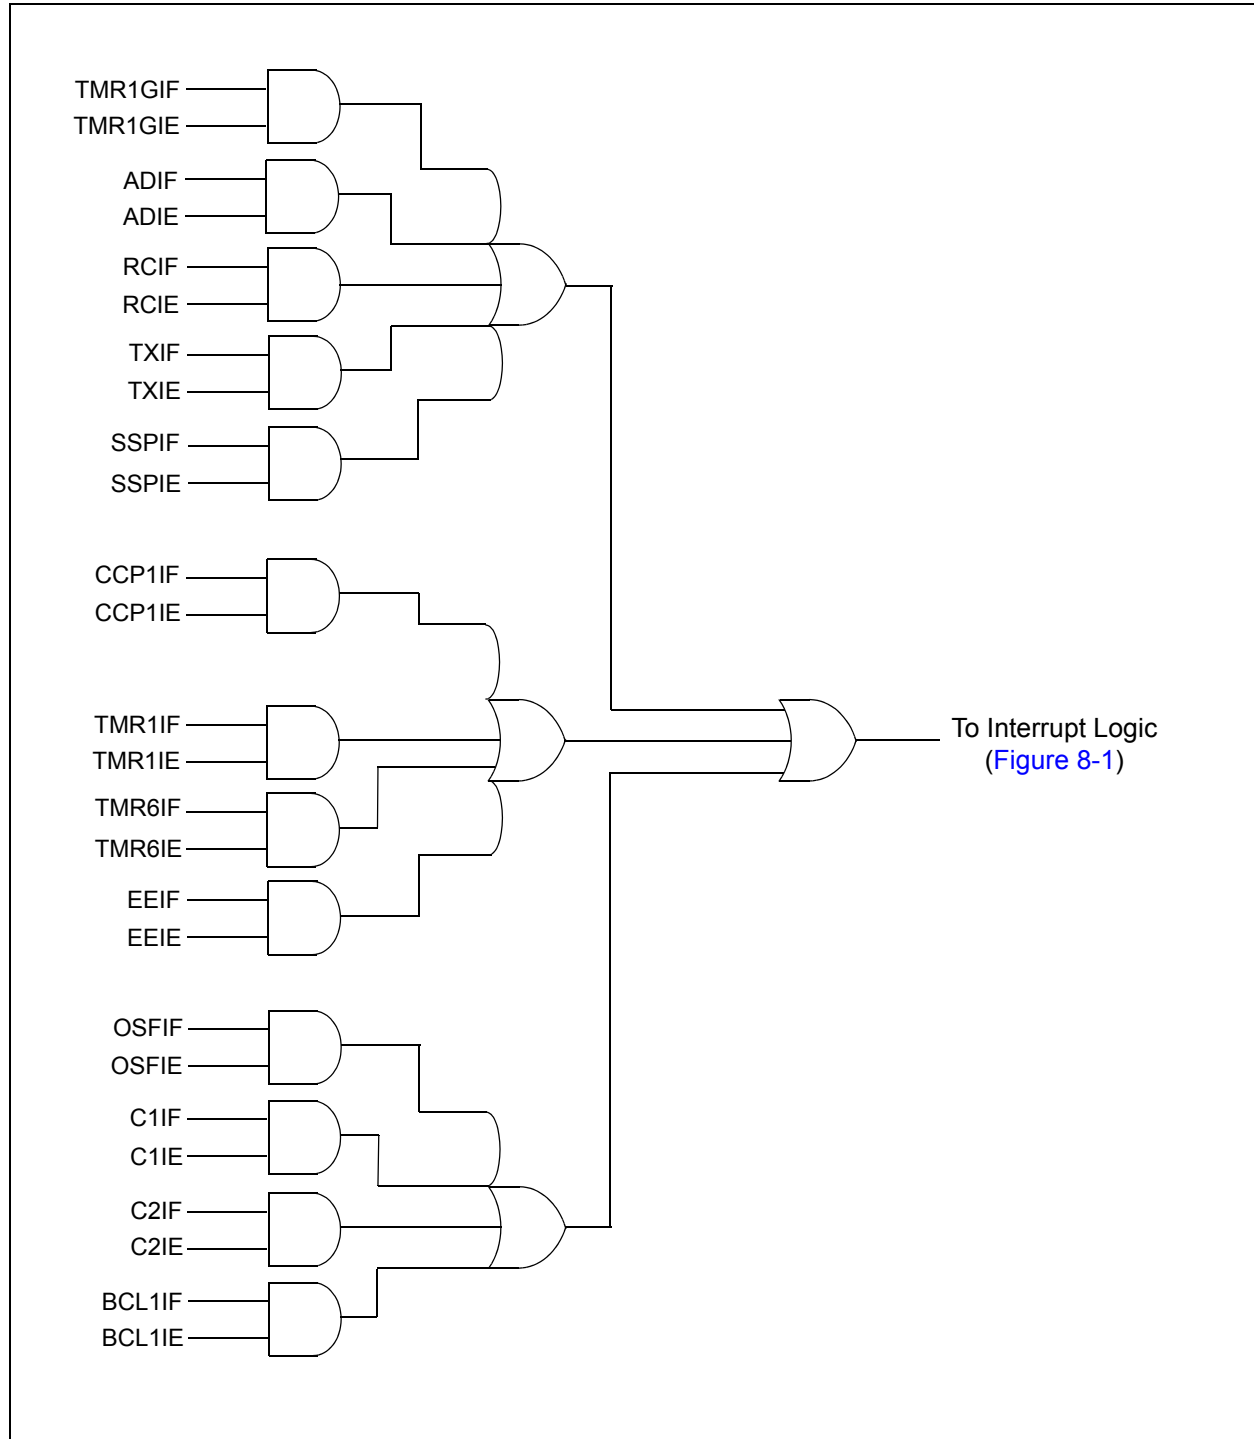 TMR1GIF
TMR1GIE
ADIF
ADIE
RCIF
RCIE
TXIF
TXIE
SSPIF
SSPIE
CCP1IF
CCP1IE
TMR1IF
TMR1IE
TMR6IF
TMR6IE
EEIF
EEIE
OSFIF
OSFIE
C1IF
C1IE
C2IF
C2IE
BCL1IF
BCL1IE
To Interrupt Logic
(Figure 8-1)